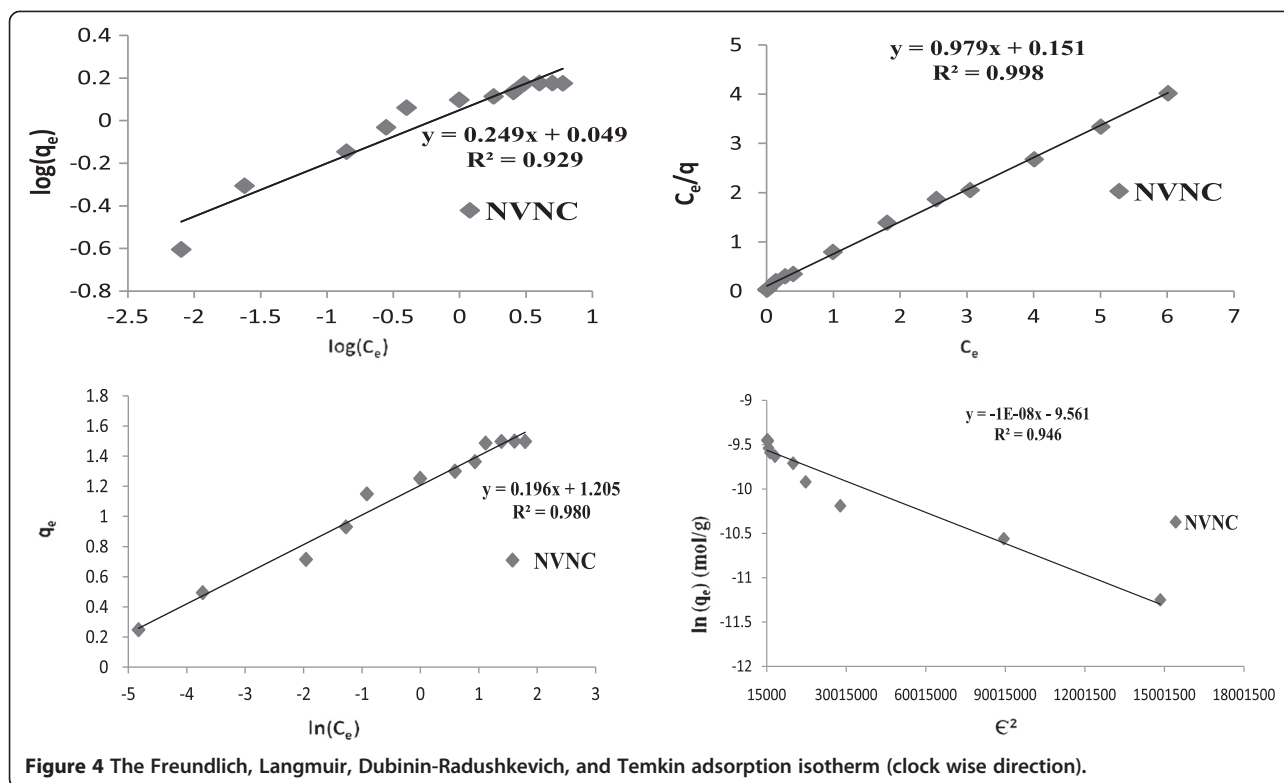 0.4
0.2
0
-0.2
-0.4
-0.6
-0.8
-2.5 -2 -1.5 -1 -0.5 0 0.5 1
log(qe)
log(Ce)
y = 0.249x + 0.049
R² = 0.929
NVNC
5
4
3
2
1
0
0 1 2 3 4 5 6 7
Ce/q
Ce
y = 0.979x + 0.151
R² = 0.998
NVNC
1.8
1.6
1.4
1.2
1
0.8
0.6
0.4
0.2
0
-5 -4 -3 -2 -1 0 1 2 3
qe
ln(Ce)
y = 0.196x + 1.205
R² = 0.980
NVNC
-9
-9.5
-10
-10.5
-11
-11.5
-12
15000 30015000 60015000 90015000 12001500 15001500 18001500
ln (qe) (mol/g)
Є²
y = -1E-08x - 9.561
R² = 0.946
NVNC
Figure 4 The Freundlich, Langmuir, Dubinin-Radushkevich, and Temkin adsorption isotherm (clock wise direction).